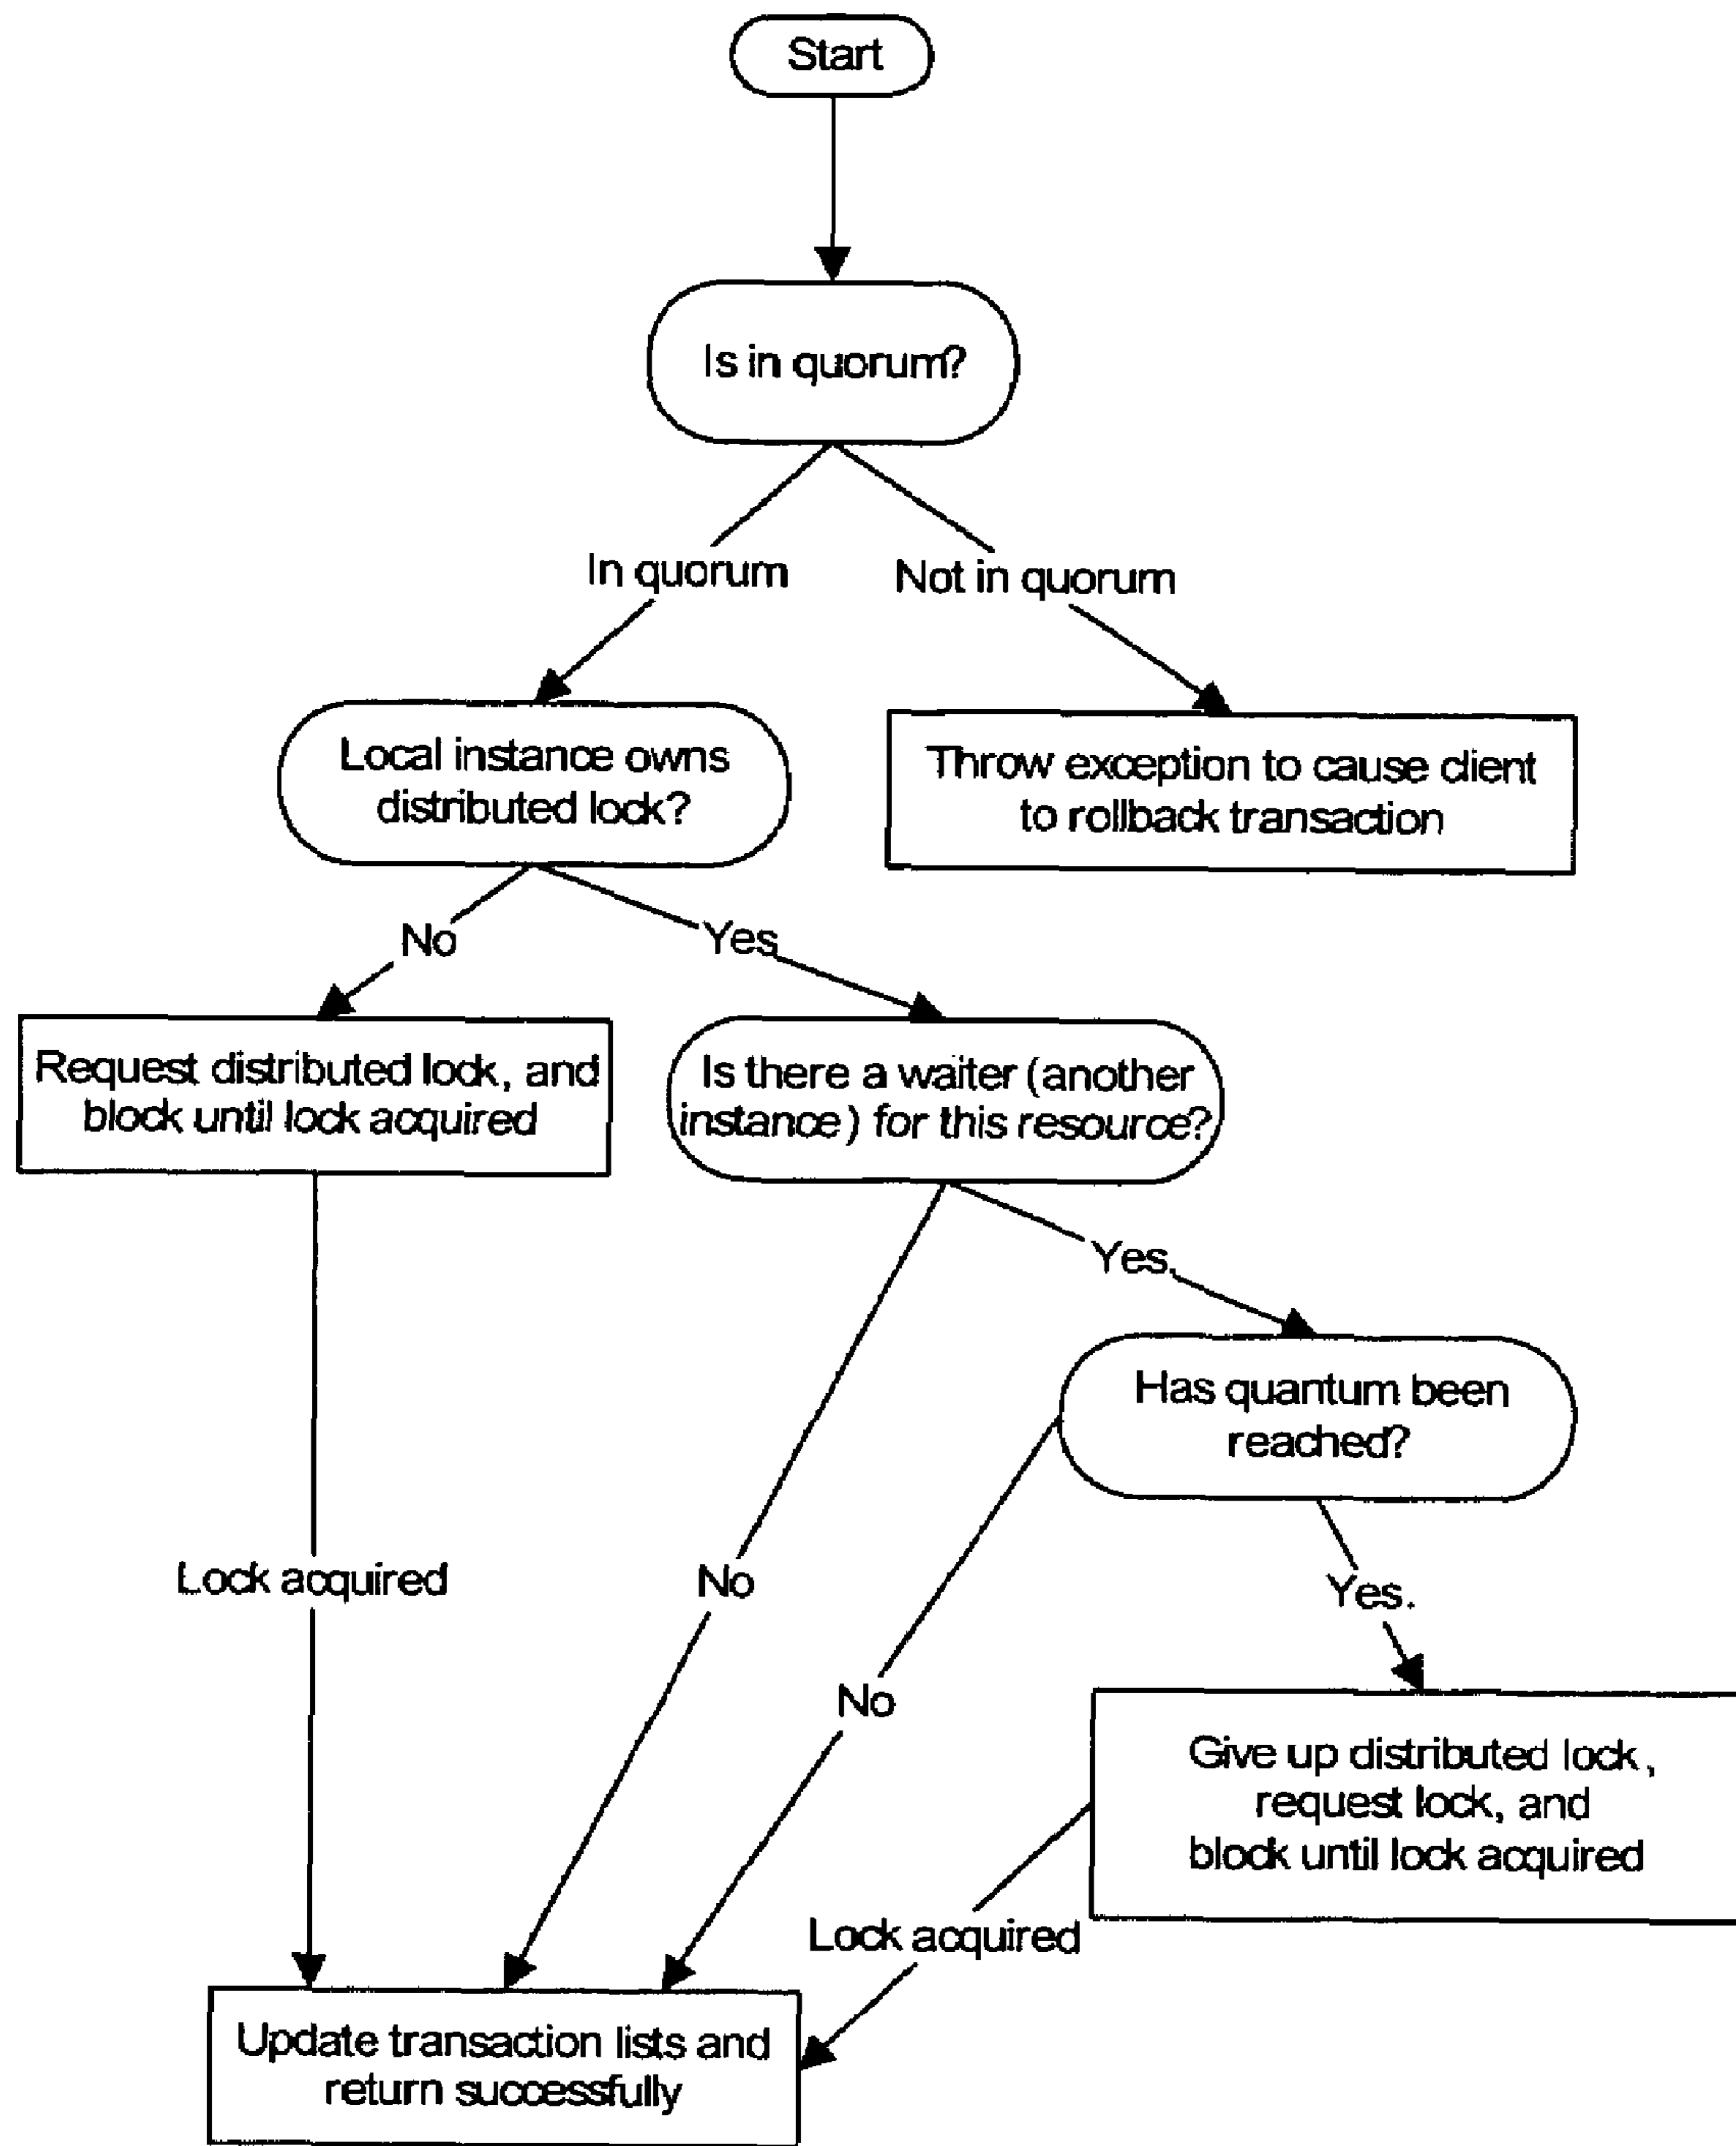 Start
Is in quorum?
In quorum
Not in quorum
Local instance owns
distributed lock?
Throw exception to cause client
to rollback transaction
No
Yes
Request distributed lock, and
block until lock acquired
Is there a waiter (another
instance) for this resource?
Yes.
Has quantum been
reached?
Lock acquired
No
Yes.
No
Give up distributed lock,
request lock, and
block until lock acquired
Lock acquired
Update transaction lists and
return successfully